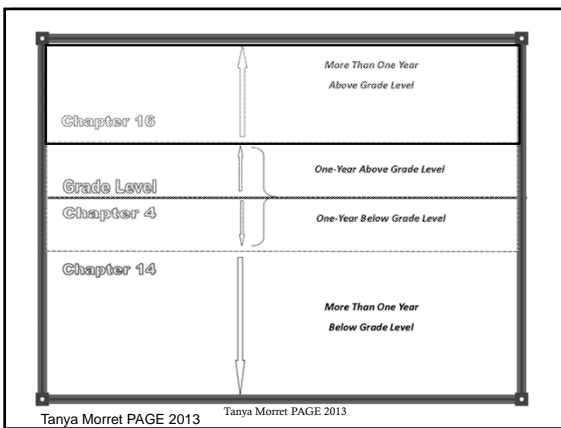 More Than One Year
Above Grade Level
Chapter 16
One-Year Above Grade Level
Grade Level
Chapter 4
One-Year Below Grade Level
Chapter 14
More Than One Year
Below Grade Level
Tanya Morret PAGE 2013
Tanya Morret PAGE 2013